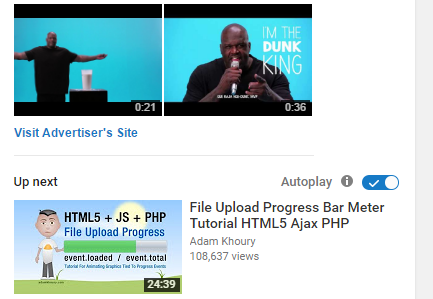 I'M THE
DUNK
KING
0:21
0:36
Visit Advertiser's Site
Up next
Autoplay
HTML5 + JS + PHP
File Upload Progress
event.loaded / event.total
Tutorial For Animating Graphics Tied To Progress Events
24:39
File Upload Progress Bar Meter
Tutorial HTML5 Ajax PHP
Adam Khoury
108,637 views